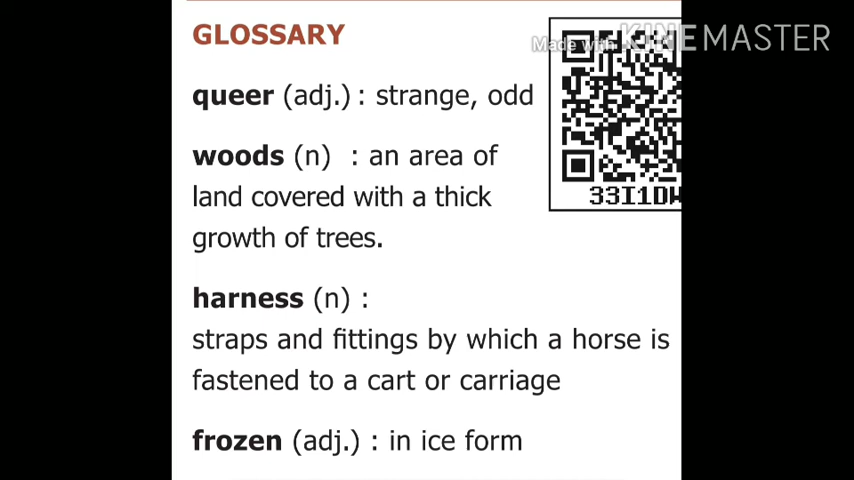 GLOSSARY
Made with KINEMASTER
queer (adj.) : strange, odd
woods (n) : an area of
land covered with a thick
growth of trees.
33I1DW
harness (n) :
straps and fittings by which a horse is
fastened to a cart or carriage
frozen (adj.) : in ice form